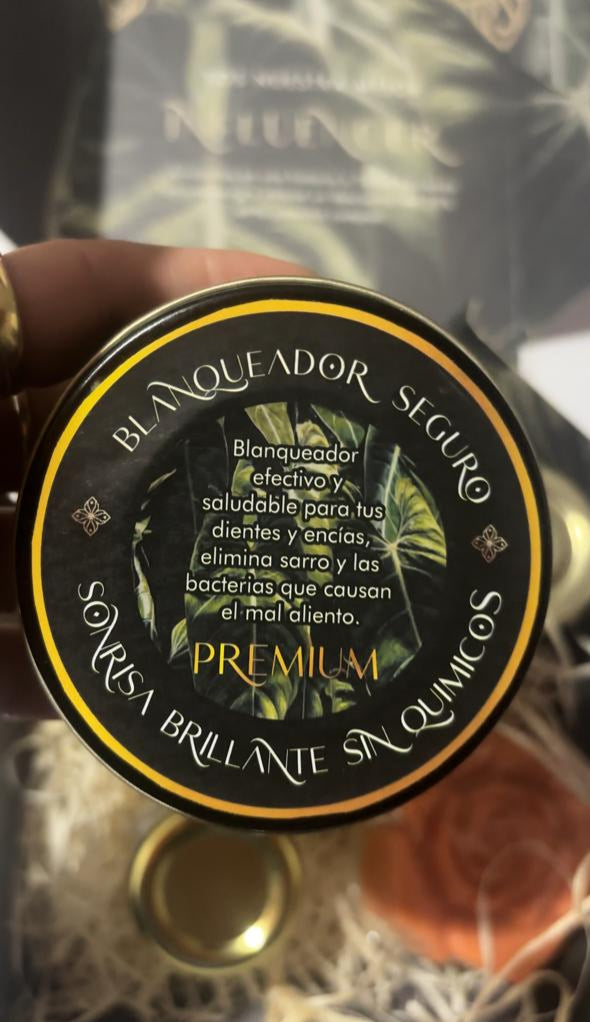 INFLUENCER
BLANQUEADOR SEGURO
Blanqueador
efectivo y
saludable para tus
dientes y encías,
elimina sarro y las
bacterias que causan
el mal aliento.
PREMIUM
SONRISA BRILLANTE SIN QUIMICOS